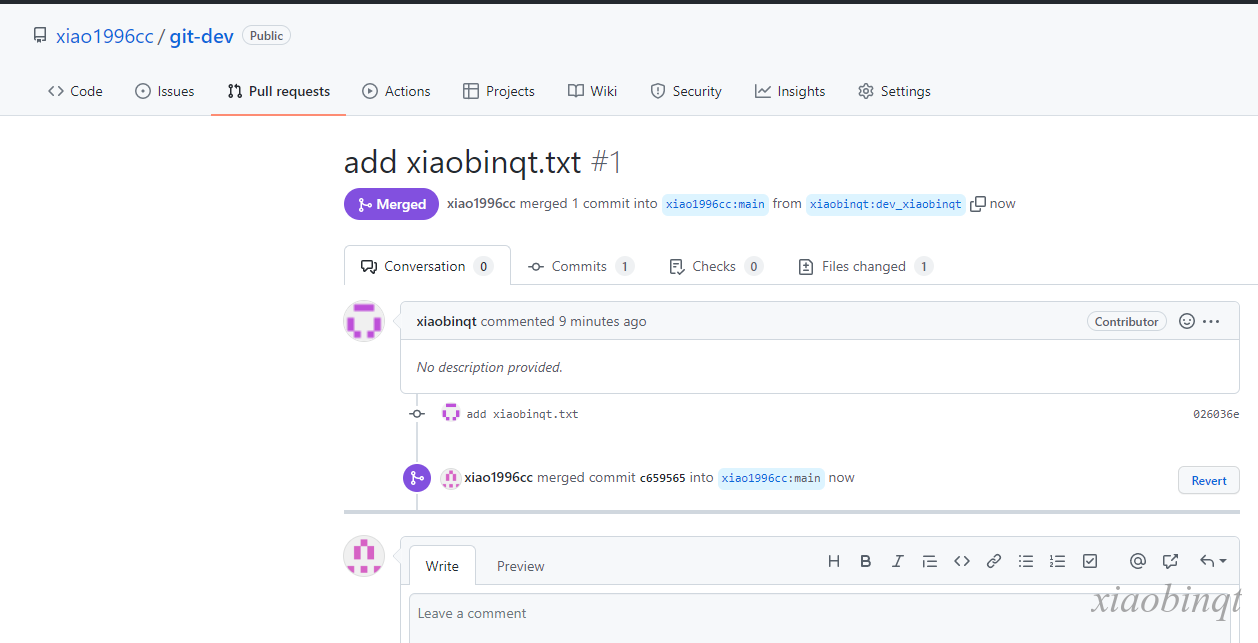 xiao1996cc / git-dev Public
Code Issues Pull requests Actions Projects Wiki Security Insights Settings
add xiaobinqt.txt #1
Merged xiao1996cc merged 1 commit into xiao1996cc:main from xiaobinqt:dev_xiaobinqt now
Conversation 0 Commits 1 Checks 0 Files changed 1
xiaobinqt commented 9 minutes ago Contributor
No description provided.
add xiaobinqt.txt 026036e
xiao1996cc merged commit c659565 into xiao1996cc:main now Revert
Write Preview
Leave a comment
xiaobinqt